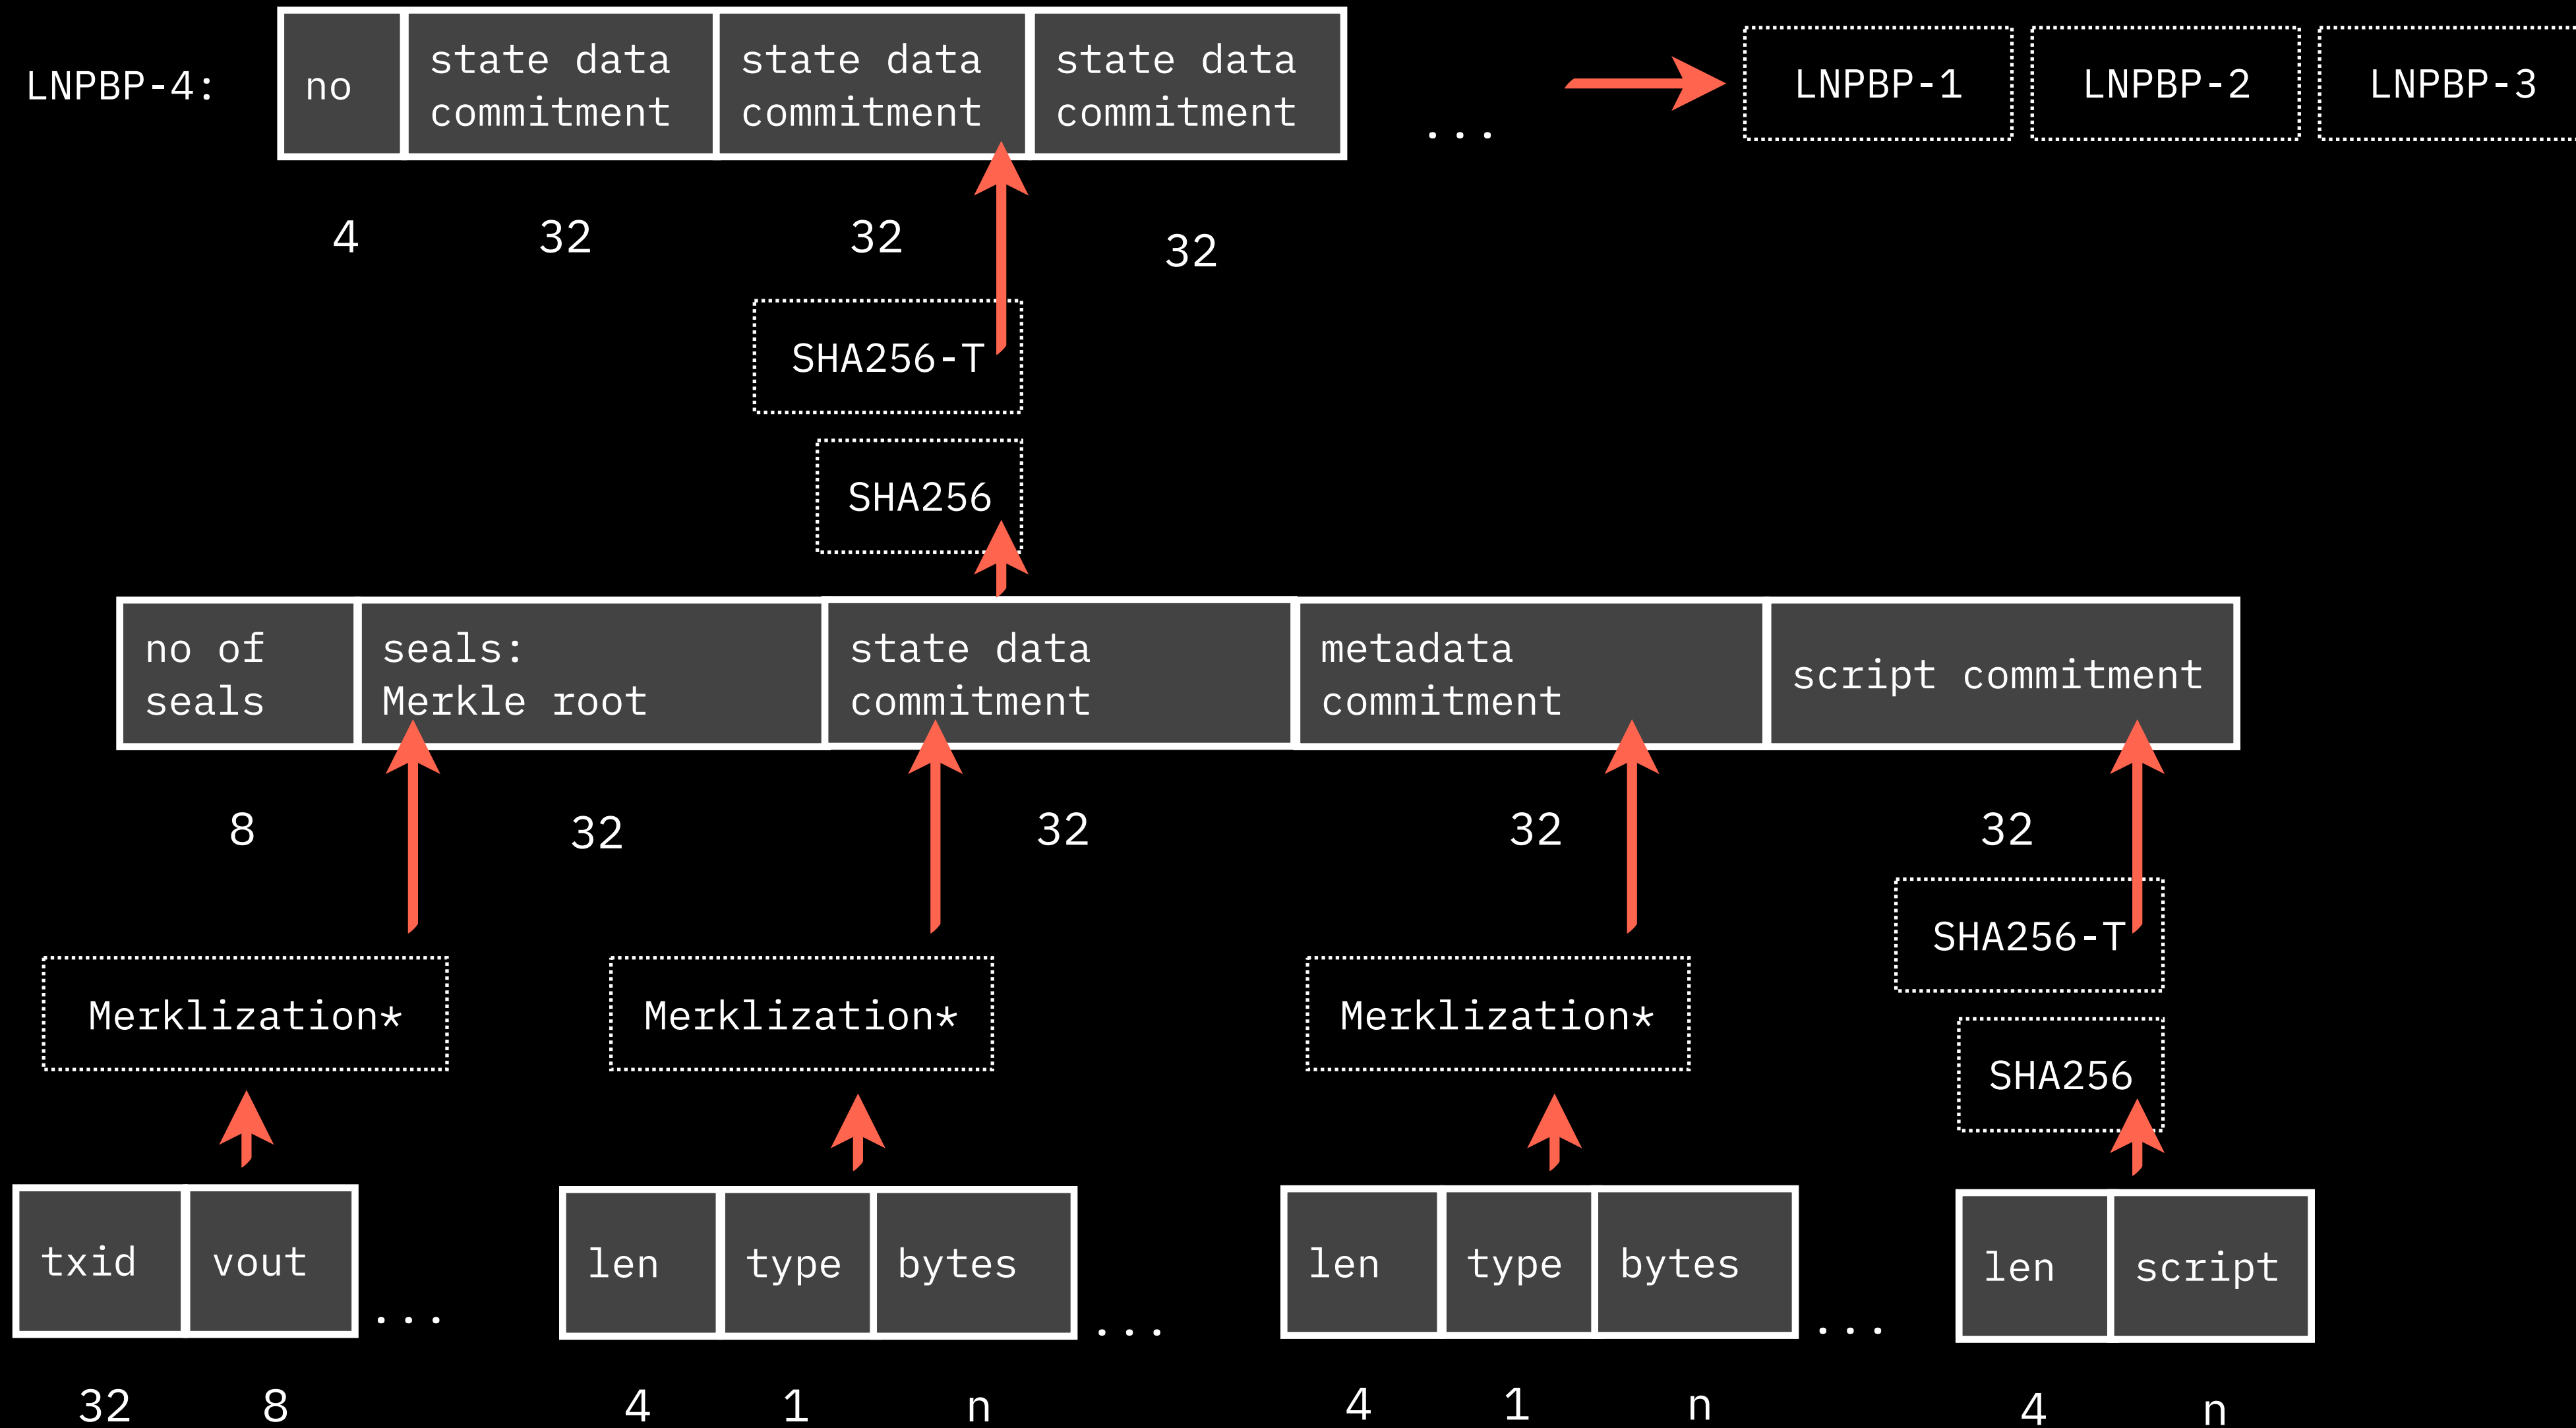 LNPBP-4:
no
state data
commitment
state data
commitment
state data
commitment
...
LNPBP-1
LNPBP-2
LNPBP-3
4
32
32
32
SHA256-T
SHA256
no of
seals
seals:
Merkle root
state data
commitment
metadata
commitment
script commitment
8
32
32
32
32
SHA256-T
Merklization*
Merklization*
Merklization*
SHA256
txid
vout
...
len
type
bytes
...
len
type
bytes
...
len
script
32
8
4
1
n
4
1
n
4
n